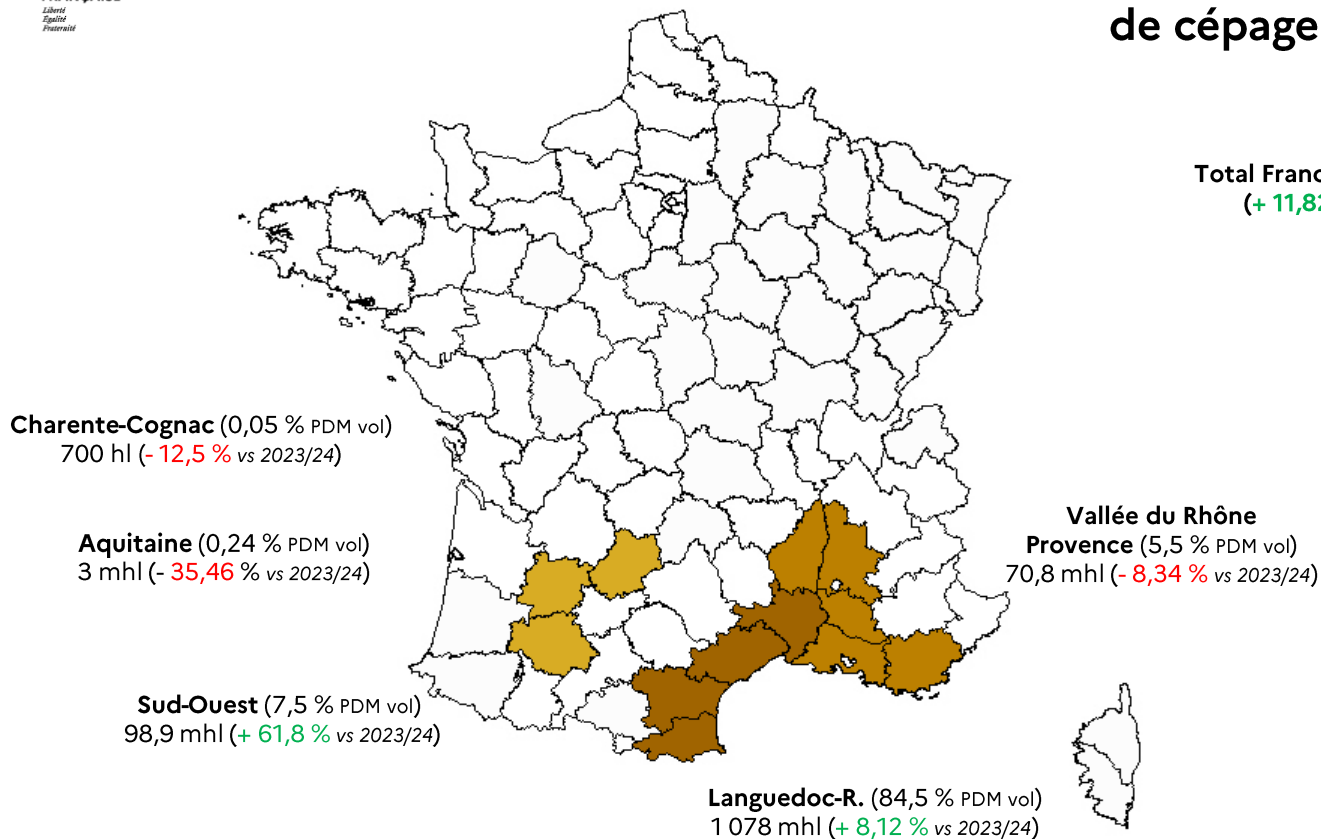 Liberté
Égalité
Fraternité
de cépage
Total Franc
(+ 11,82
Charente-Cognac (0,05 % PDM vol)
700 hl (- 12,5 % vs 2023/24)
Aquitaine (0,24 % PDM vol)
3 mhl (- 35,46 % vs 2023/24)
Vallée du Rhône
Provence (5,5 % PDM vol)
70,8 mhl (- 8,34 % vs 2023/24)
Sud-Ouest (7,5 % PDM vol)
98,9 mhl (+ 61,8 % vs 2023/24)
Languedoc-R. (84,5 % PDM vol)
1 078 mhl (+ 8,12 % vs 2023/24)